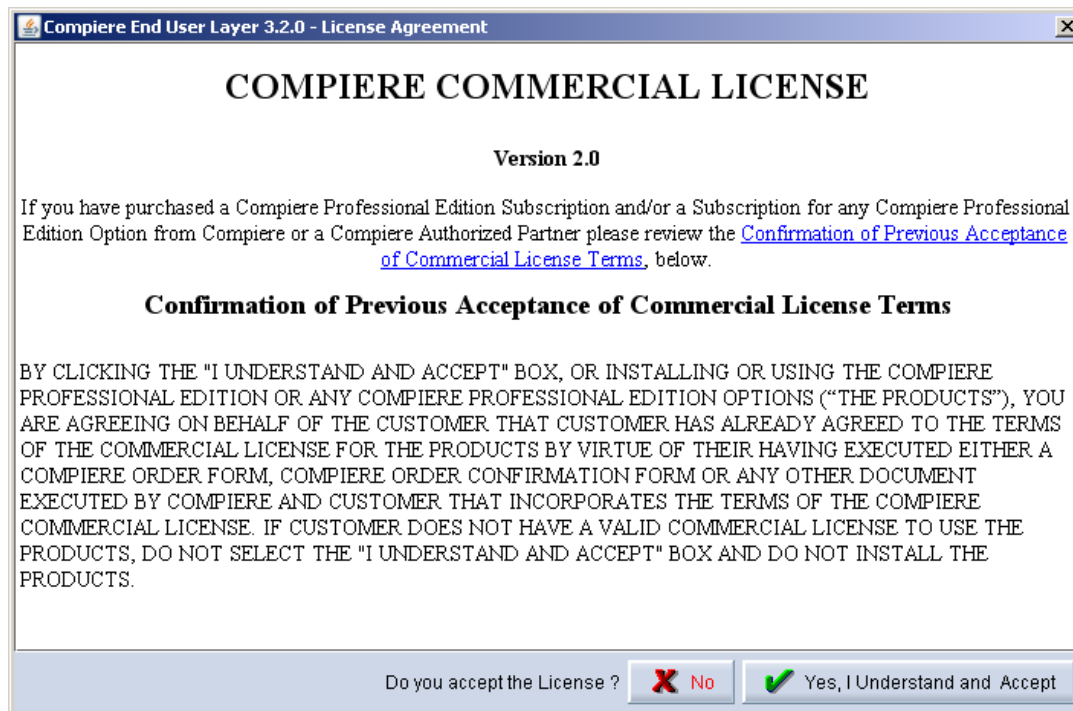 Compiere End User Layer 3.2.0 - License Agreement
COMPIERE COMMERCIAL LICENSE
Version 2.0
If you have purchased a Compiere Professional Edition Subscription and/or a Subscription for any Compiere Professional
Edition Option from Compiere or a Compiere Authorized Partner please review the Confirmation of Previous Acceptance
of Commercial License Terms, below.
Confirmation of Previous Acceptance of Commercial License Terms
BY CLICKING THE "I UNDERSTAND AND ACCEPT" BOX, OR INSTALLING OR USING THE COMPIERE
PROFESSIONAL EDITION OR ANY COMPIERE PROFESSIONAL EDITION OPTIONS (“THE PRODUCTS”), YOU
ARE AGREEING ON BEHALF OF THE CUSTOMER THAT CUSTOMER HAS ALREADY AGREED TO THE TERMS
OF THE COMMERCIAL LICENSE FOR THE PRODUCTS BY VIRTUE OF THEIR HAVING EXECUTED EITHER A
COMPIERE ORDER FORM, COMPIERE ORDER CONFIRMATION FORM OR ANY OTHER DOCUMENT
EXECUTED BY COMPIERE AND CUSTOMER THAT INCORPORATES THE TERMS OF THE COMPIERE
COMMERCIAL LICENSE. IF CUSTOMER DOES NOT HAVE A VALID COMMERCIAL LICENSE TO USE THE
PRODUCTS, DO NOT SELECT THE "I UNDERSTAND AND ACCEPT" BOX AND DO NOT INSTALL THE
PRODUCTS.
Do you accept the License ? No Yes, I Understand and Accept